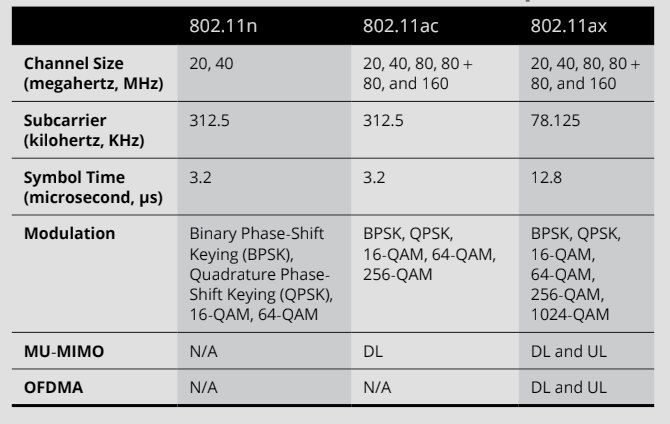 802.11n 802.11ac 802.11ax
Channel Size 20, 40 20, 40, 80, 80 + 20, 40, 80, 80 +
(megahertz, MHz) 80, and 160 80, and 160
Subcarrier 312.5 312.5 78.125
(kilohertz, KHz)
Symbol Time 3.2 3.2 12.8
(microsecond, µs)
Modulation Binary Phase-Shift BPSK, QPSK, BPSK, QPSK,
Keying (BPSK), 16-QAM, 64-QAM, 16-QAM,
Quadrature Phase- 256-QAM 64-QAM,
Shift Keying (QPSK), 256-QAM,
16-QAM, 64-QAM 1024-QAM
MU-MIMO N/A DL DL and UL
OFDMA N/A N/A DL and UL